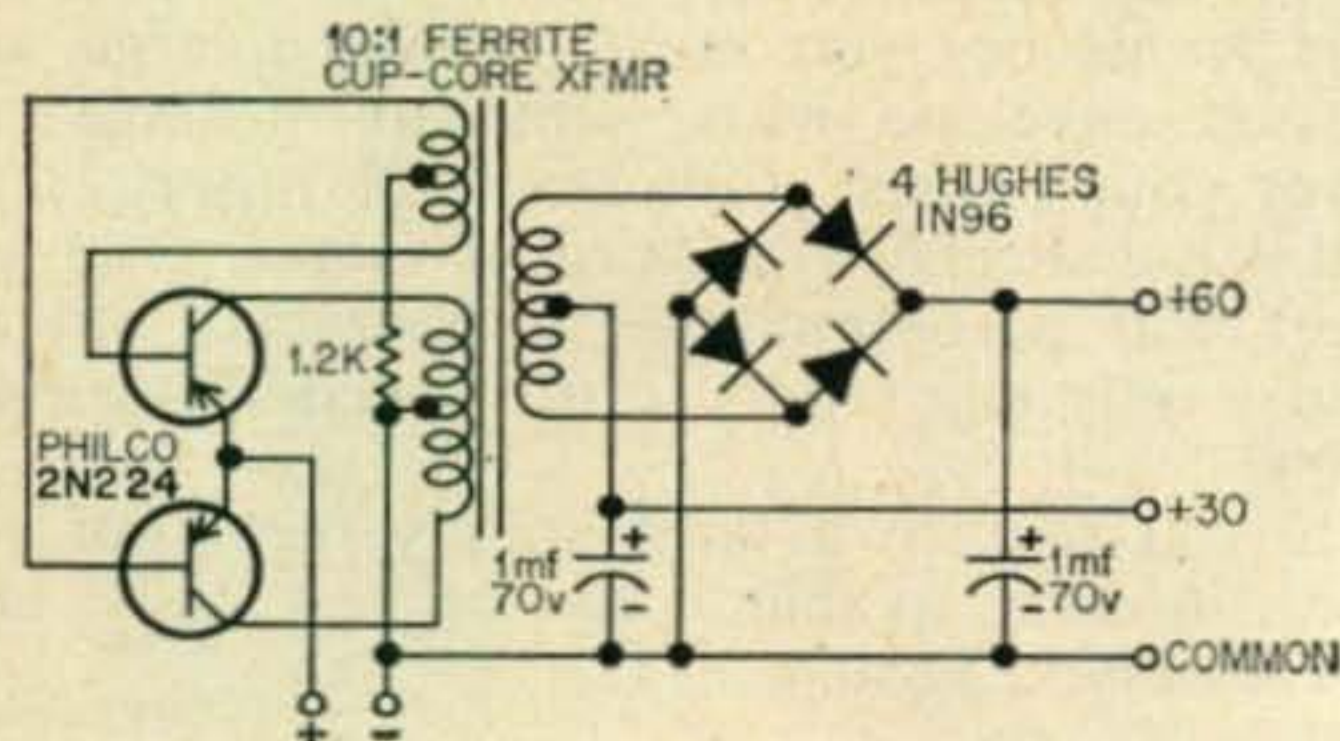 10:1 FERRITE
CUP-CORE XFMR
4 HUGHES
IN96
+60
1.2K
PHILCO
2N224
+30
+
1mf
70v
-
+
1mf
70v
-
COMMON
+
-